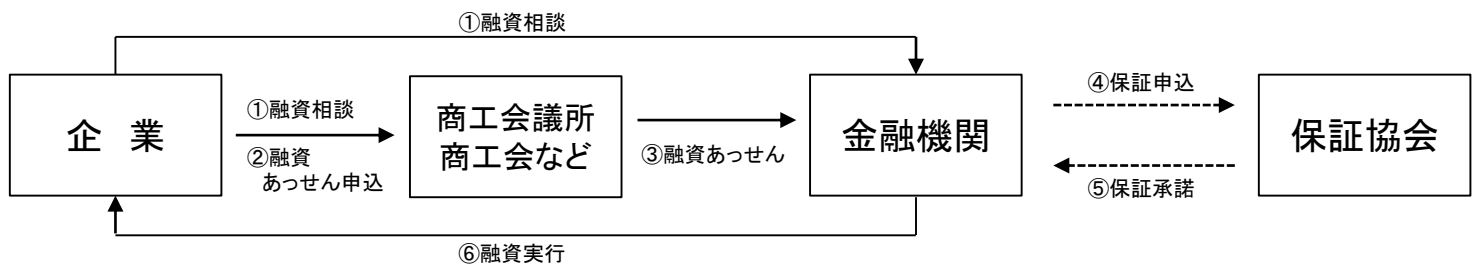 ①融資相談
企　業
①融資相談
②融資
あっせん申込
商工会議所
商工会など
③融資あっせん
金融機関
④保証申込
⑤保証承諾
保証協会
⑥融資実行